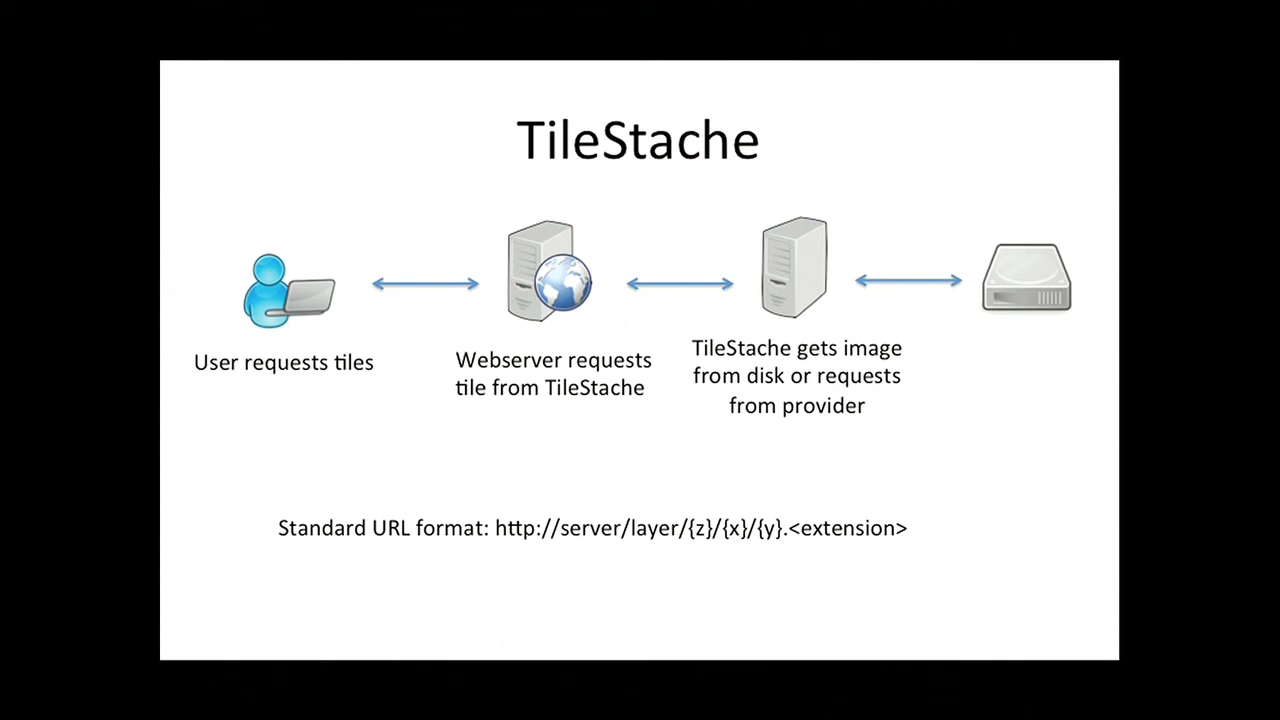 TileStache
User requests tiles
Webserver requests
tile from TileStache
TileStache gets image
from disk or requests
from provider
Standard URL format: http://server/layer/{z}/{x}/{y}.<extension>